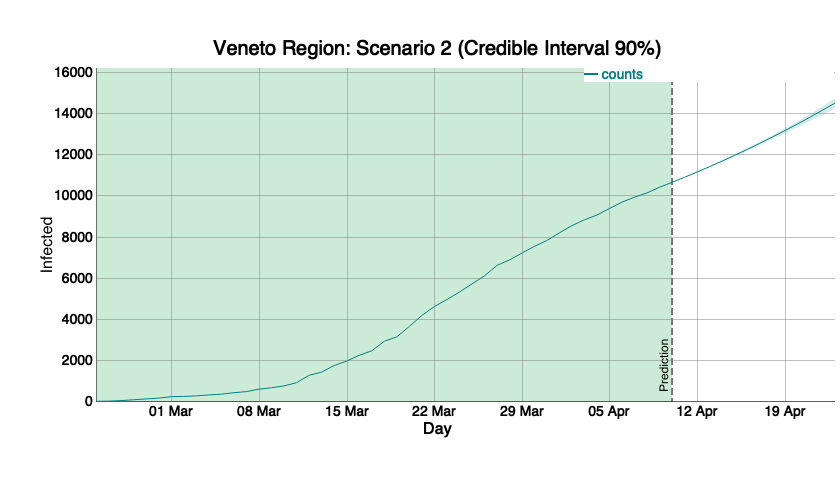 Veneto Region: Scenario 2 (Credible Interval 90%)
counts
16000
14000
12000
10000
8000
6000
4000
2000
0
Infected
Prediction
01 Mar
08 Mar
15 Mar
22 Mar
29 Mar
05 Apr
12 Apr
19 Apr
Day